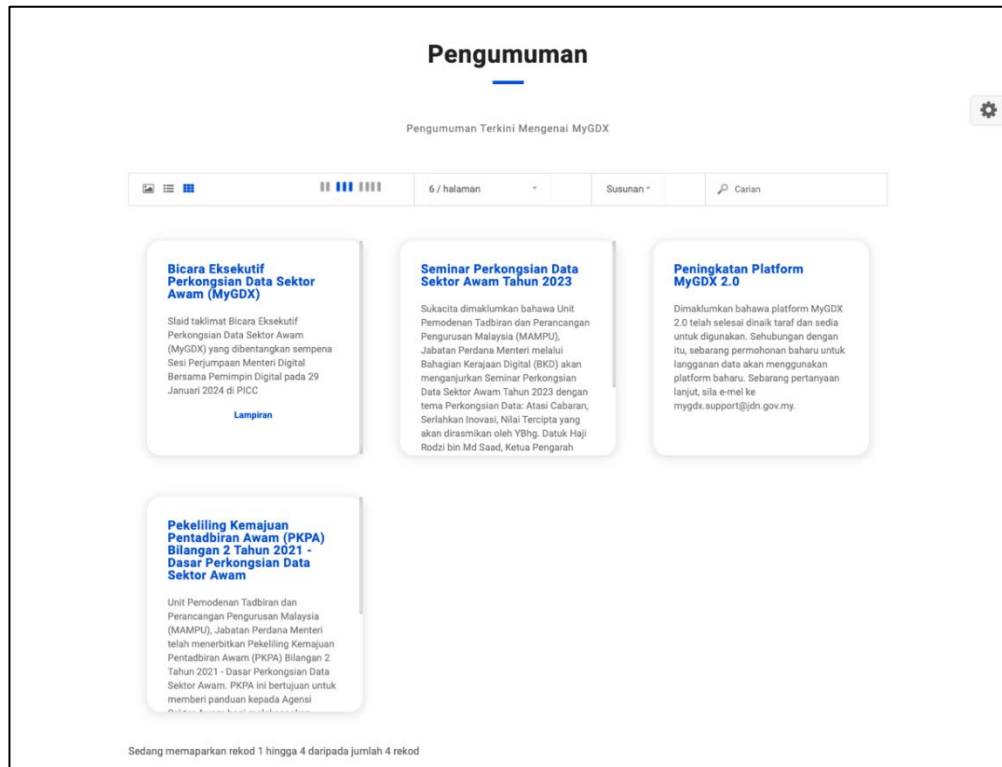 Pengumuman
Pengumuman Terkini Mengenai MyGDX
6 / halaman
Susunan
Carian
Bicara Eksekutif
Perkongsian Data Sektor
Awam (MyGDX)
Slaid taklimat Bicara Eksekutif
Perkongsian Data Sektor Awam
(MyGDX) yang dibentangkan sempena
Sesi Perjumpaan Menteri Digital
Bersama Pemimpin Digital pada 29
Januari 2024 di PICC
Lampiran
Seminar Perkongsian Data
Sektor Awam Tahun 2023
Sukacita dimaklumkan bahawa Unit
Pemodenan Tadbiran dan Perancangan
Pengurusan Malaysia (MAMPU),
Jabatan Perdana Menteri melalui
Bahagian Kerajaan Digital (BKD) akan
menganjurkan Seminar Perkongsian
Data Sektor Awam Tahun 2023 dengan
tema Perkongsian Data: Atasi Cabaran,
Serlahkan Inovasi, Nilai Tercipta yang
akan dirasmikan oleh YBhg. Datuk Haji
Rodzi bin Md Saad, Ketua Pengarah
Peningkatan Platform
MyGDX 2.0
Dimaklumkan bahawa platform MyGDX
2.0 telah selesai dinaik taraf dan sedia
untuk digunakan. Sehubungan dengan
itu, sebarang permohonan baharu untuk
langganan data akan menggunakan
platform baharu. Sebarang pertanyaan
lanjut, sila e-mel ke
mygdx.support@jdn.gov.my.
Pekeliling Kemajuan
Pentadbiran Awam (PKPA)
Bilangan 2 Tahun 2021 -
Dasar Perkongsian Data
Sektor Awam
Unit Pemodenan Tadbiran dan
Perancangan Pengurusan Malaysia
(MAMPU), Jabatan Perdana Menteri
telah menerbitkan Pekeliling Kemajuan
Pentadbiran Awam (PKPA) Bilangan 2
Tahun 2021 - Dasar Perkongsian Data
Sektor Awam. PKPA ini bertujuan untuk
memberi panduan kepada Agensi
Sedang memaparkan rekod 1 hingga 4 daripada jumlah 4 rekod